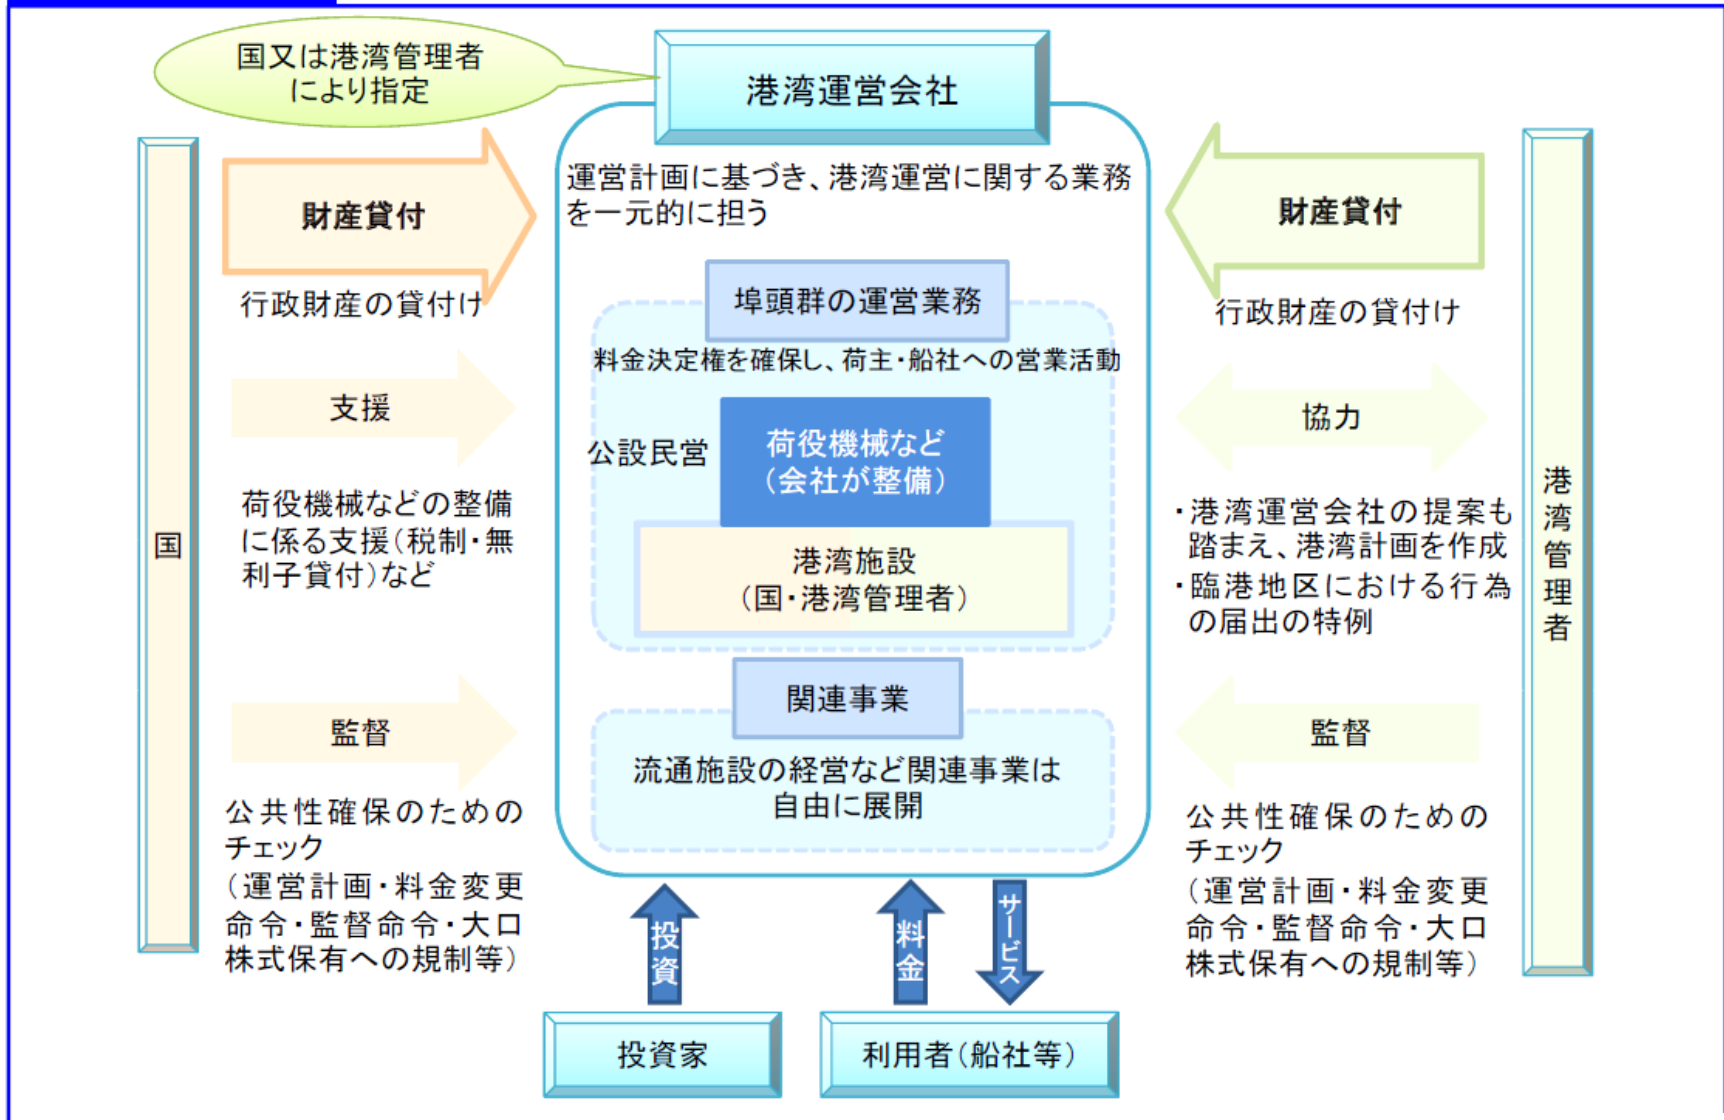 国又は港湾管理者
により指定
港湾運営会社
運営計画に基づき、港湾運営に関する業務
を一元的に担う
財産貸付
行政財産の貸付け
支援
荷役機械などの整備
に係る支援(税制・無
利子貸付)など
国
監督
公共性確保のための
チェック
(運営計画・料金変更
命令・監督命令・大口
株式保有への規制等)
埠頭群の運営業務
料金決定権を確保し、荷主・船社への営業活動
公設民営
荷役機械など
(会社が整備)
港湾施設
(国・港湾管理者)
関連事業
流通施設の経営など関連事業は
自由に展開
財産貸付
行政財産の貸付け
協力
・港湾運営会社の提案も
踏まえ、港湾計画を作成
・臨港地区における行為
の届出の特例
港湾管理者
監督
公共性確保のための
チェック
(運営計画・料金変更
命令・監督命令・大口
株式保有への規制等)
投資
料金
サービス
投資家
利用者(船社等)